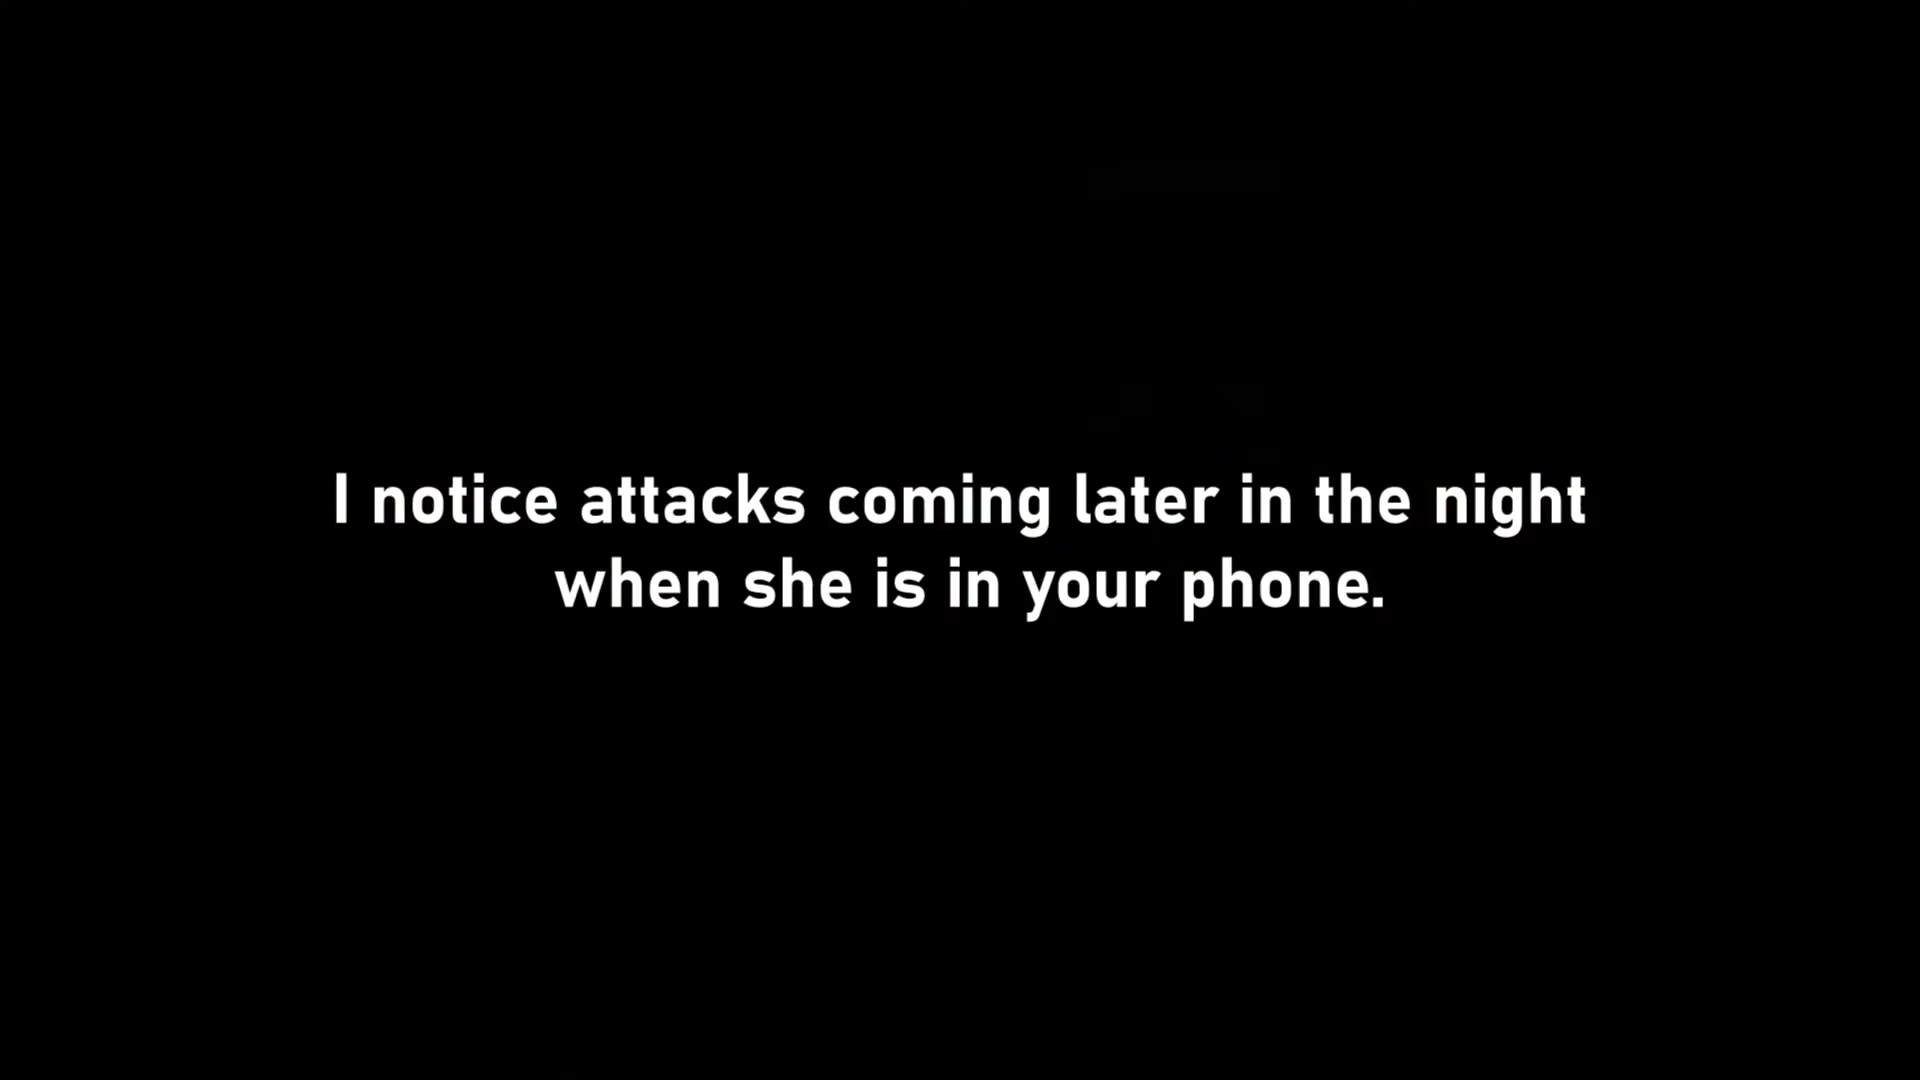 I notice attacks coming later in the night
when she is in your phone.